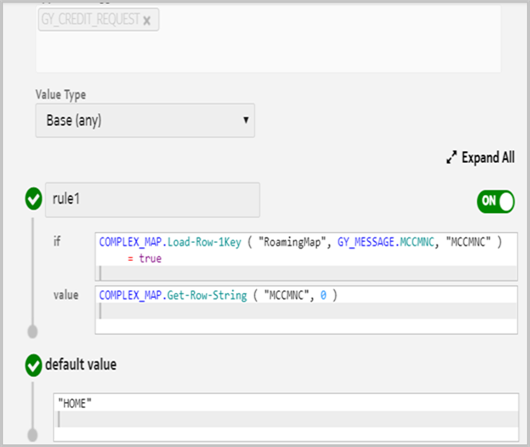 GY_CREDIT_REQUEST x
Value Type
Base (any)
Expand All
rule1
ON
if
COMPLEX_MAP.Load-Row-1Key ( "RoamingMap", GY_MESSAGE.MCCMNC, "MCCMNC" )
= true
value
COMPLEX_MAP.Get-Row-String ( "MCCMNC", 0 )
default value
"HOME"